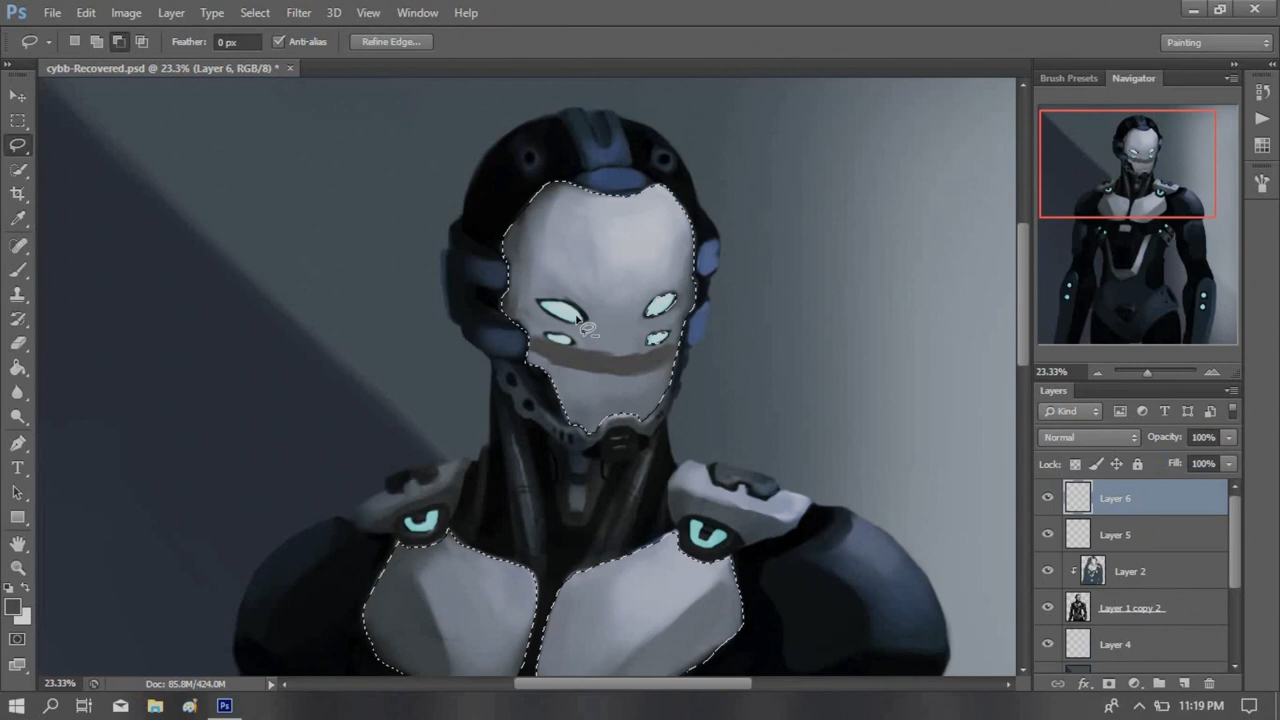 Ps File Edit Image Layer Type Select Filter 3D View Window Help
Feather: 0 px Anti-alias Refine Edge... Painting
cybb-Recovered.psd @ 23.3% (Layer 6, RGB/8) *
Brush Presets Navigator
23.33%
Layers
Kind
Normal Opacity: 100%
Lock: Fill: 100%
Layer 6
Layer 5
Layer 2
Layer 1 copy 2
Layer 4
fx
23.33% Doc: 85.8M/424.0M
Ps 11:19 PM